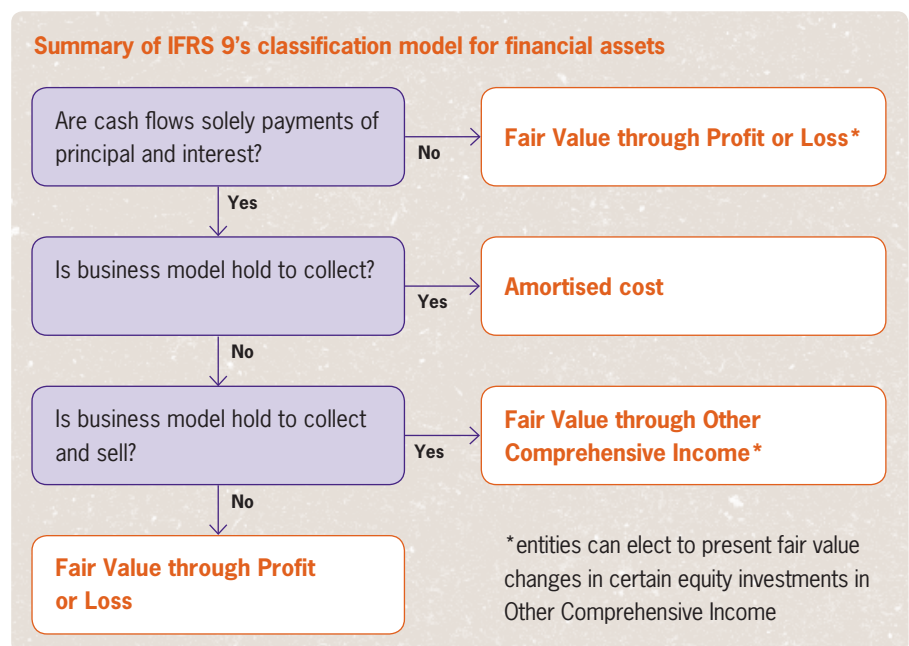 Summary of IFRS 9’s classification model for financial assets
Are cash flows solely payments of
principal and interest?
No
Fair Value through Profit or Loss*
Yes
Is business model hold to collect?
Yes
Amortised cost
No
Is business model hold to collect
and sell?
Yes
Fair Value through Other
Comprehensive Income*
No
Fair Value through Profit
or Loss
*entities can elect to present fair value
changes in certain equity investments in
Other Comprehensive Income